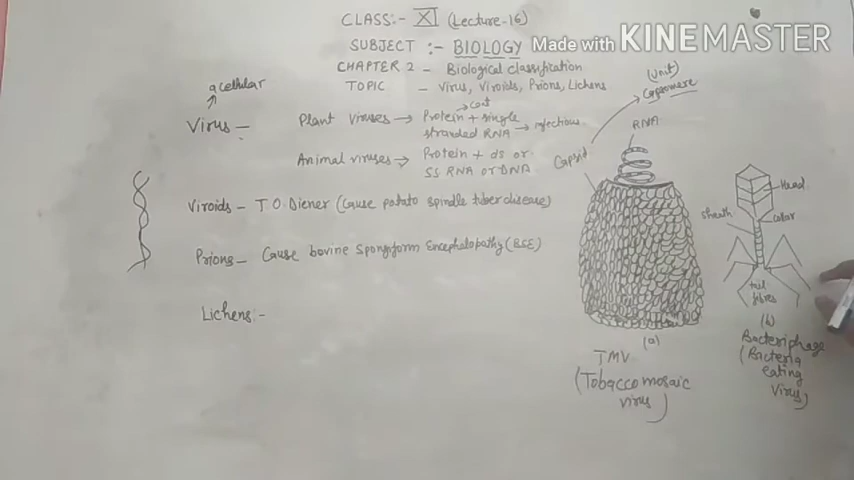 CLASS:- XI (Lecture-16)
SUBJECT :- BIOLOGY
Made with KINEMASTER
CHAPTER 2 - Biological classification
TOPIC - Virus, Viroids, Prions, Lichens
acellular
Virus -
Plant viruses → Protein + single
coat
stranded RNA → infectious
Animal viruses → Protein + ds or
SS RNA or DNA
Viroids - T O Diener (Cause potato spindle tuber disease)
Prions - Cause bovine Spongiform Encephalopathy (BSE)
Lichens :-
(Unit)
Capsomere
RNA
Capsid
(a)
TMV
(Tobacco mosaic
virus)
Head
collar
sheath
tail
fibres
(b)
Bacteriphage
(Bacteria
eating
virus)